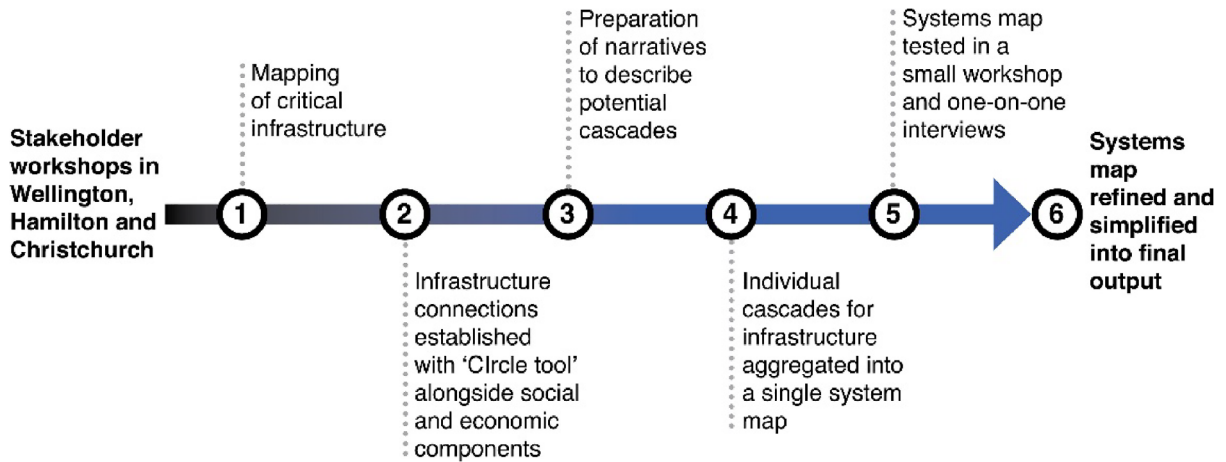 Stakeholder
workshops in
Wellington,
Hamilton and
Christchurch
1
Mapping
of critical
infrastructure
2
Infrastructure
connections
established
with ‘CIrcle tool’
alongside social
and economic
components
3
Preparation
of narratives
to describe
potential
cascades
4
Individual
cascades for
infrastructure
aggregated into
a single system
map
5
Systems map
tested in a
small workshop
and one-on-one
interviews
6
Systems
map
refined and
simplified
into final
output